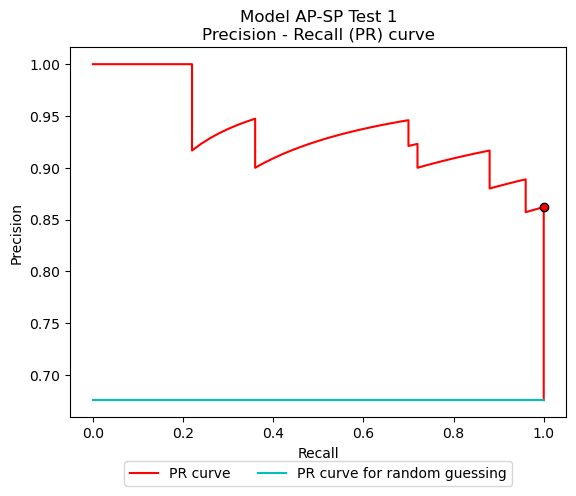 Model AP-SP Test 1
Precision - Recall (PR) curve
1.00
0.95
0.90
0.85
0.80
0.75
0.70
Precision
0.0 0.2 0.4 0.6 0.8 1.0
Recall
PR curve PR curve for random guessing